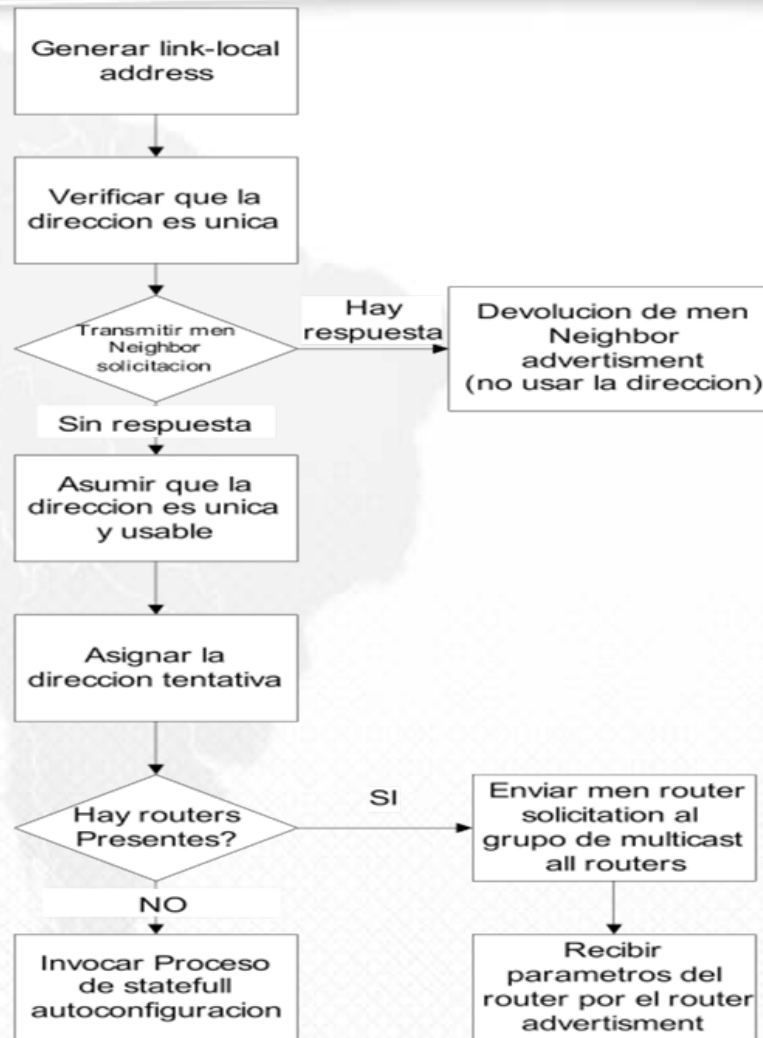 Generar link-local
address
Verificar que la
direccion es unica
Transmitir men
Neighbor
solicitacion
Hay
respuesta
Devolucion de men
Neighbor
advertisment
(no usar la direccion)
Sin respuesta
Asumir que la
direccion es unica
y usable
Asignar la
direccion tentativa
Hay routers
Presentes?
SI
Enviar men router
solicitation al
grupo de multicast
all routers
NO
Invocar Proceso
de statefull
autoconfiguracion
Recibir
parametros del
router por el router
advertisment